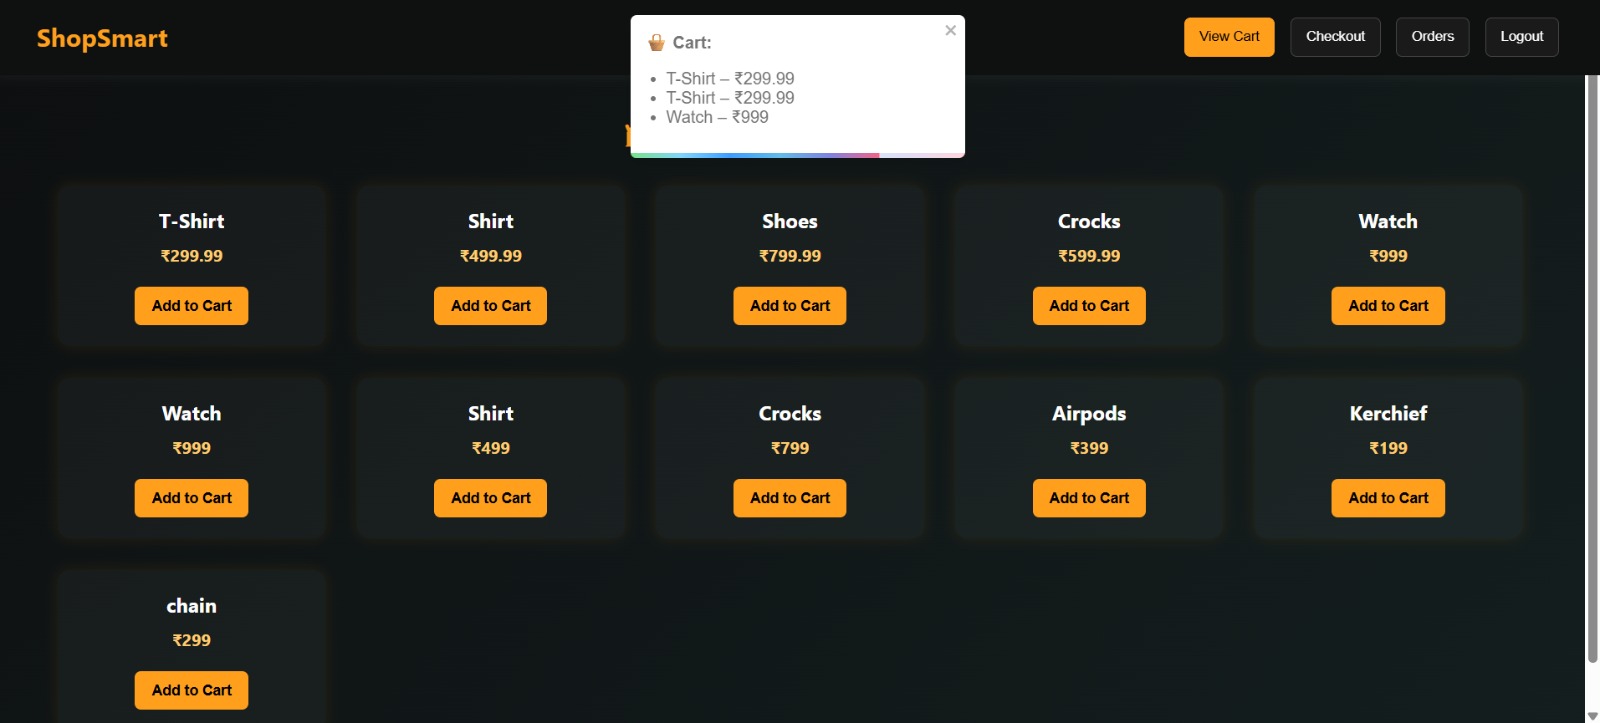 ShopSmart
View Cart
Checkout
Orders
Logout
Cart:
T-Shirt – ₹299.99
T-Shirt – ₹299.99
Watch – ₹999
T-Shirt
₹299.99
Add to Cart
Shirt
₹499.99
Add to Cart
Shoes
₹799.99
Add to Cart
Crocks
₹599.99
Add to Cart
Watch
₹999
Add to Cart
Watch
₹999
Add to Cart
Shirt
₹499
Add to Cart
Crocks
₹799
Add to Cart
Airpods
₹399
Add to Cart
Kerchief
₹199
Add to Cart
chain
₹299
Add to Cart